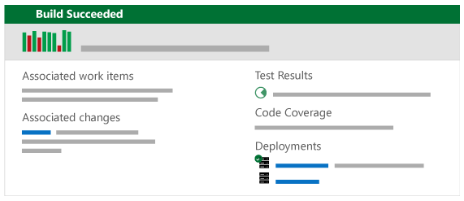 Build Succeeded
Associated work items
Associated changes
Test Results
Code Coverage
Deployments